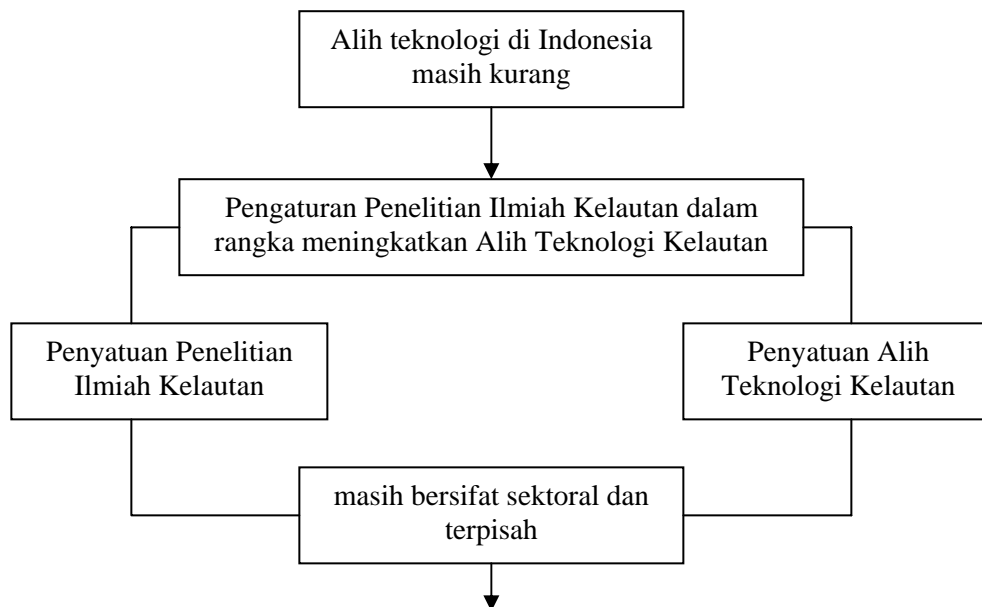 Alih teknologi di Indonesia
masih kurang
Pengaturan Penelitian Ilmiah Kelautan dalam
rangka meningkatkan Alih Teknologi Kelautan
Penyatuan Penelitian
Ilmiah Kelautan
Penyatuan Alih
Teknologi Kelautan
masih bersifat sektoral dan
terpisah